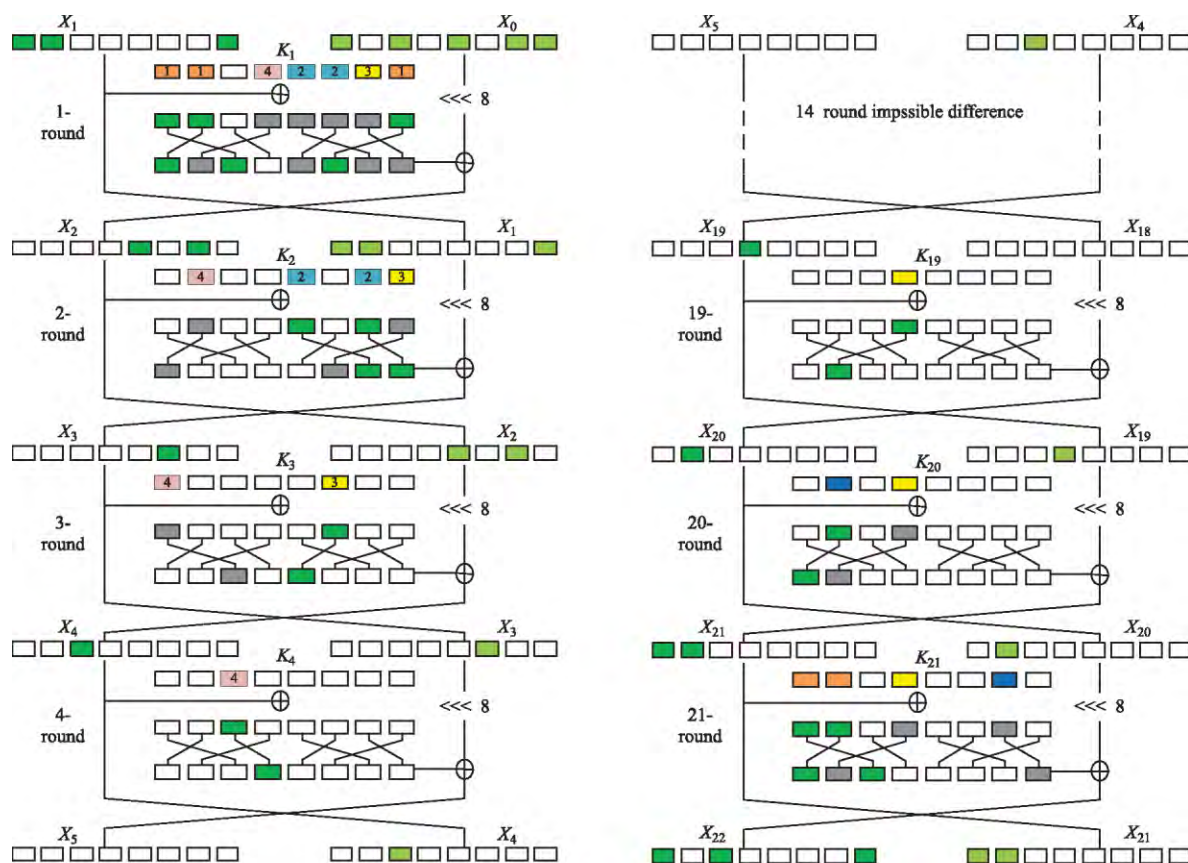 X1 X0
K1
1 1 4 2 2 3 1
1-
round
<<< 8
X2 X1
K2
4 2 2 3
2-
round
<<< 8
X3 X2
K3
4 3
3-
round
<<< 8
X4 X3
K4
4
4-
round
<<< 8
X5 X4
X5 X4
14 round impssible difference
X19 X18
K19
19-
round
<<< 8
X20 X19
K20
20-
round
<<< 8
X21 X20
K21
21-
round
<<< 8
X22 X21